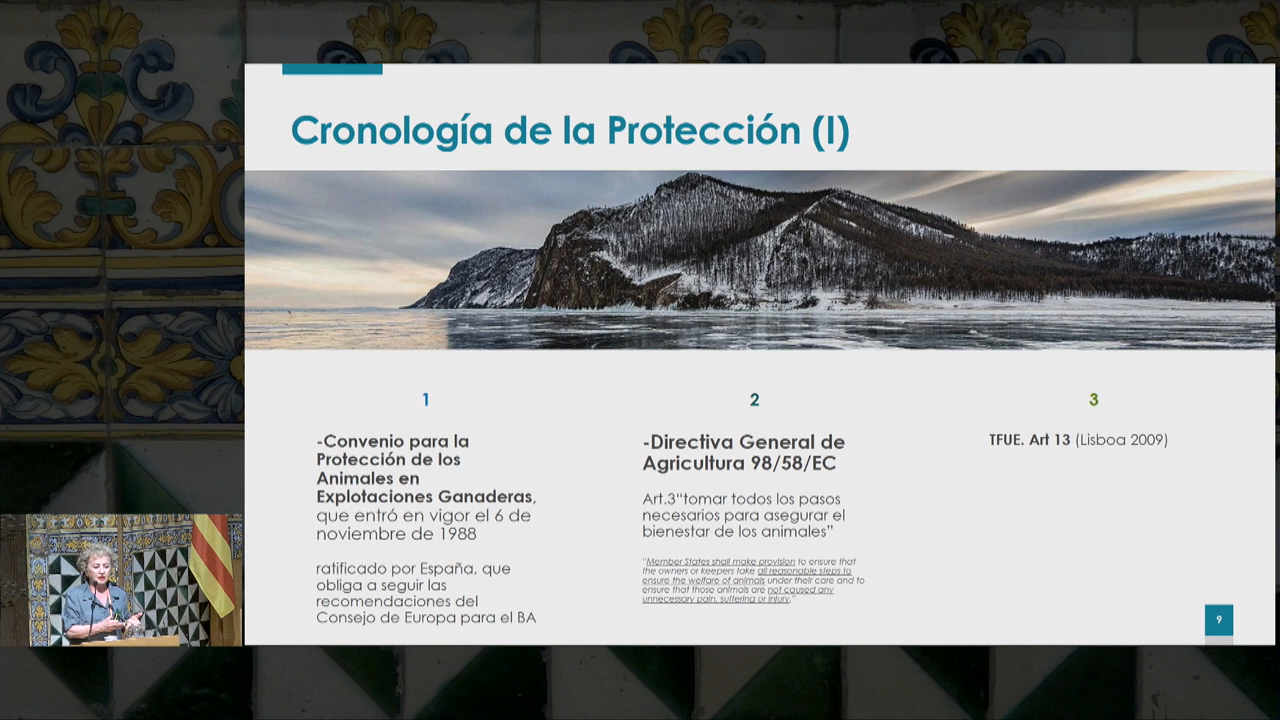 Cronología de la Protección (I)
1
-Convenio para la
Protección de los
Animales en
Explotaciones Ganaderas,
que entró en vigor el 6 de
noviembre de 1988
ratificado por España, que
obliga a seguir las
recomendaciones del
Consejo de Europa para el BA
2
-Directiva General de
Agricultura 98/58/EC
Art.3“tomar todos los pasos
necesarios para asegurar el
bienestar de los animales”
“Member States shall make provision to ensure that
the owners or keepers take all reasonable steps to
ensure the welfare of animals under their care and to
ensure that those animals are not caused any
unnecessary pain, suffering or injury.”
3
TFUE. Art 13 (Lisboa 2009)
9